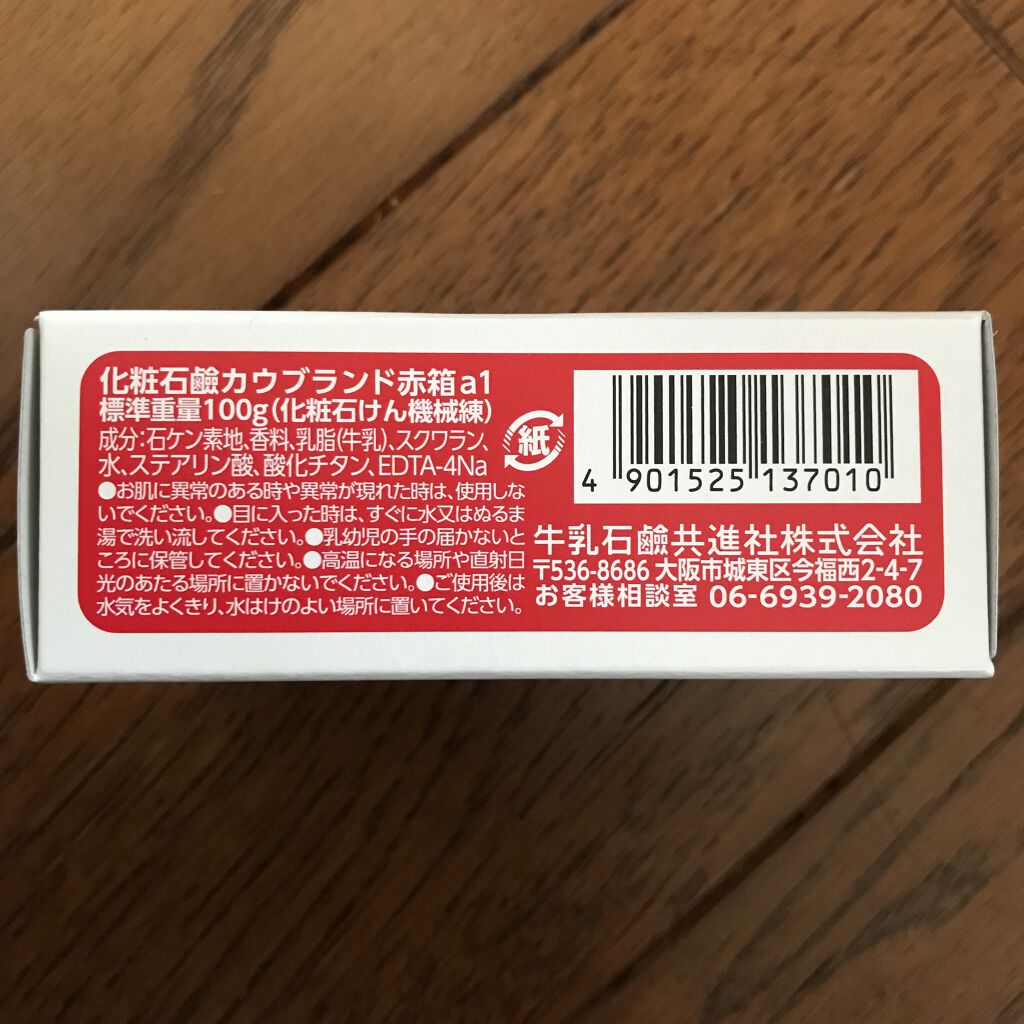 化粧石鹼カウブランド赤箱a1
標準重量100g(化粧石けん機械練)
成分:石ケン素地、香料、乳脂(牛乳)、スクワラン、
水、ステアリン酸、酸化チタン、EDTA-4Na
●お肌に異常のある時や異常が現れた時は、使用しな
いでください。●目に入った時は、すぐに水又はぬるま
湯で洗い流してください。●乳幼児の手の届かないと
ころに保管してください。●高温になる場所や直射日
光のあたる場所に置かないでください。●ご使用後は
水気をよくきり、水はけのよい場所に置いてください。
紙
4 901525 137010
牛乳石鹼共進社株式会社
〒536-8686 大阪市城東区今福西2-4-7
お客様相談室 06-6939-2080